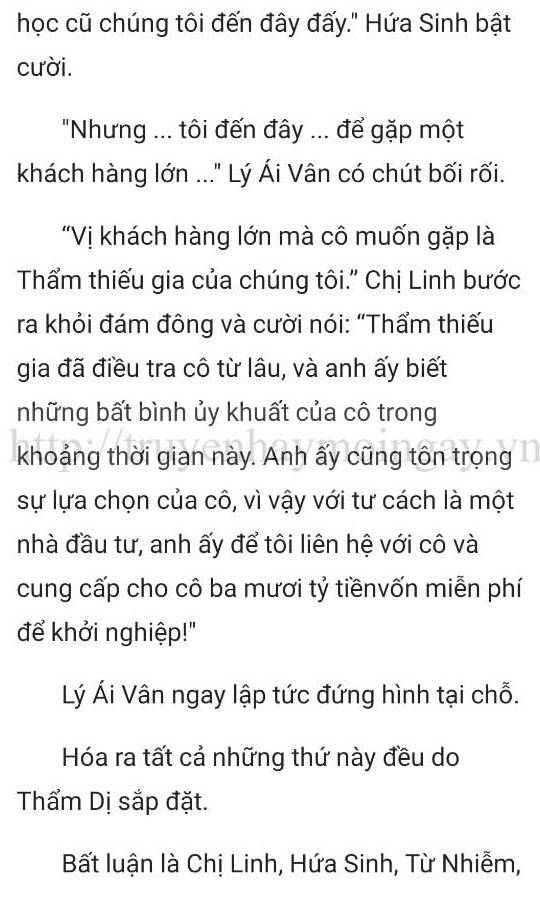 học cũ chúng tôi đến đây đấy." Hứa Sinh bật
cười.
"Nhưng ... tôi đến đây ... để gặp một
khách hàng lớn ..." Lý Ái Vân có chút bối rối.
“Vị khách hàng lớn mà cô muốn gặp là
Thẩm thiếu gia của chúng tôi.” Chị Linh bước
ra khỏi đám đông và cười nói: “Thẩm thiếu
gia đã điều tra cô từ lâu, và anh ấy biết
những bất bình ủy khuất của cô trong
http://truyenhaymoingay.vn
khoảng thời gian này. Anh ấy cũng tôn trọng
sự lựa chọn của cô, vì vậy với tư cách là một
nhà đầu tư, anh ấy để tôi liên hệ với cô và
cung cấp cho cô ba mươi tỷ tiềnvốn miễn phí
để khởi nghiệp!"
Lý Ái Vân ngay lập tức đứng hình tại chỗ.
Hóa ra tất cả những thứ này đều do
Thẩm Dị sắp đặt.
Bất luận là Chị Linh, Hứa Sinh, Từ Nhiễm,